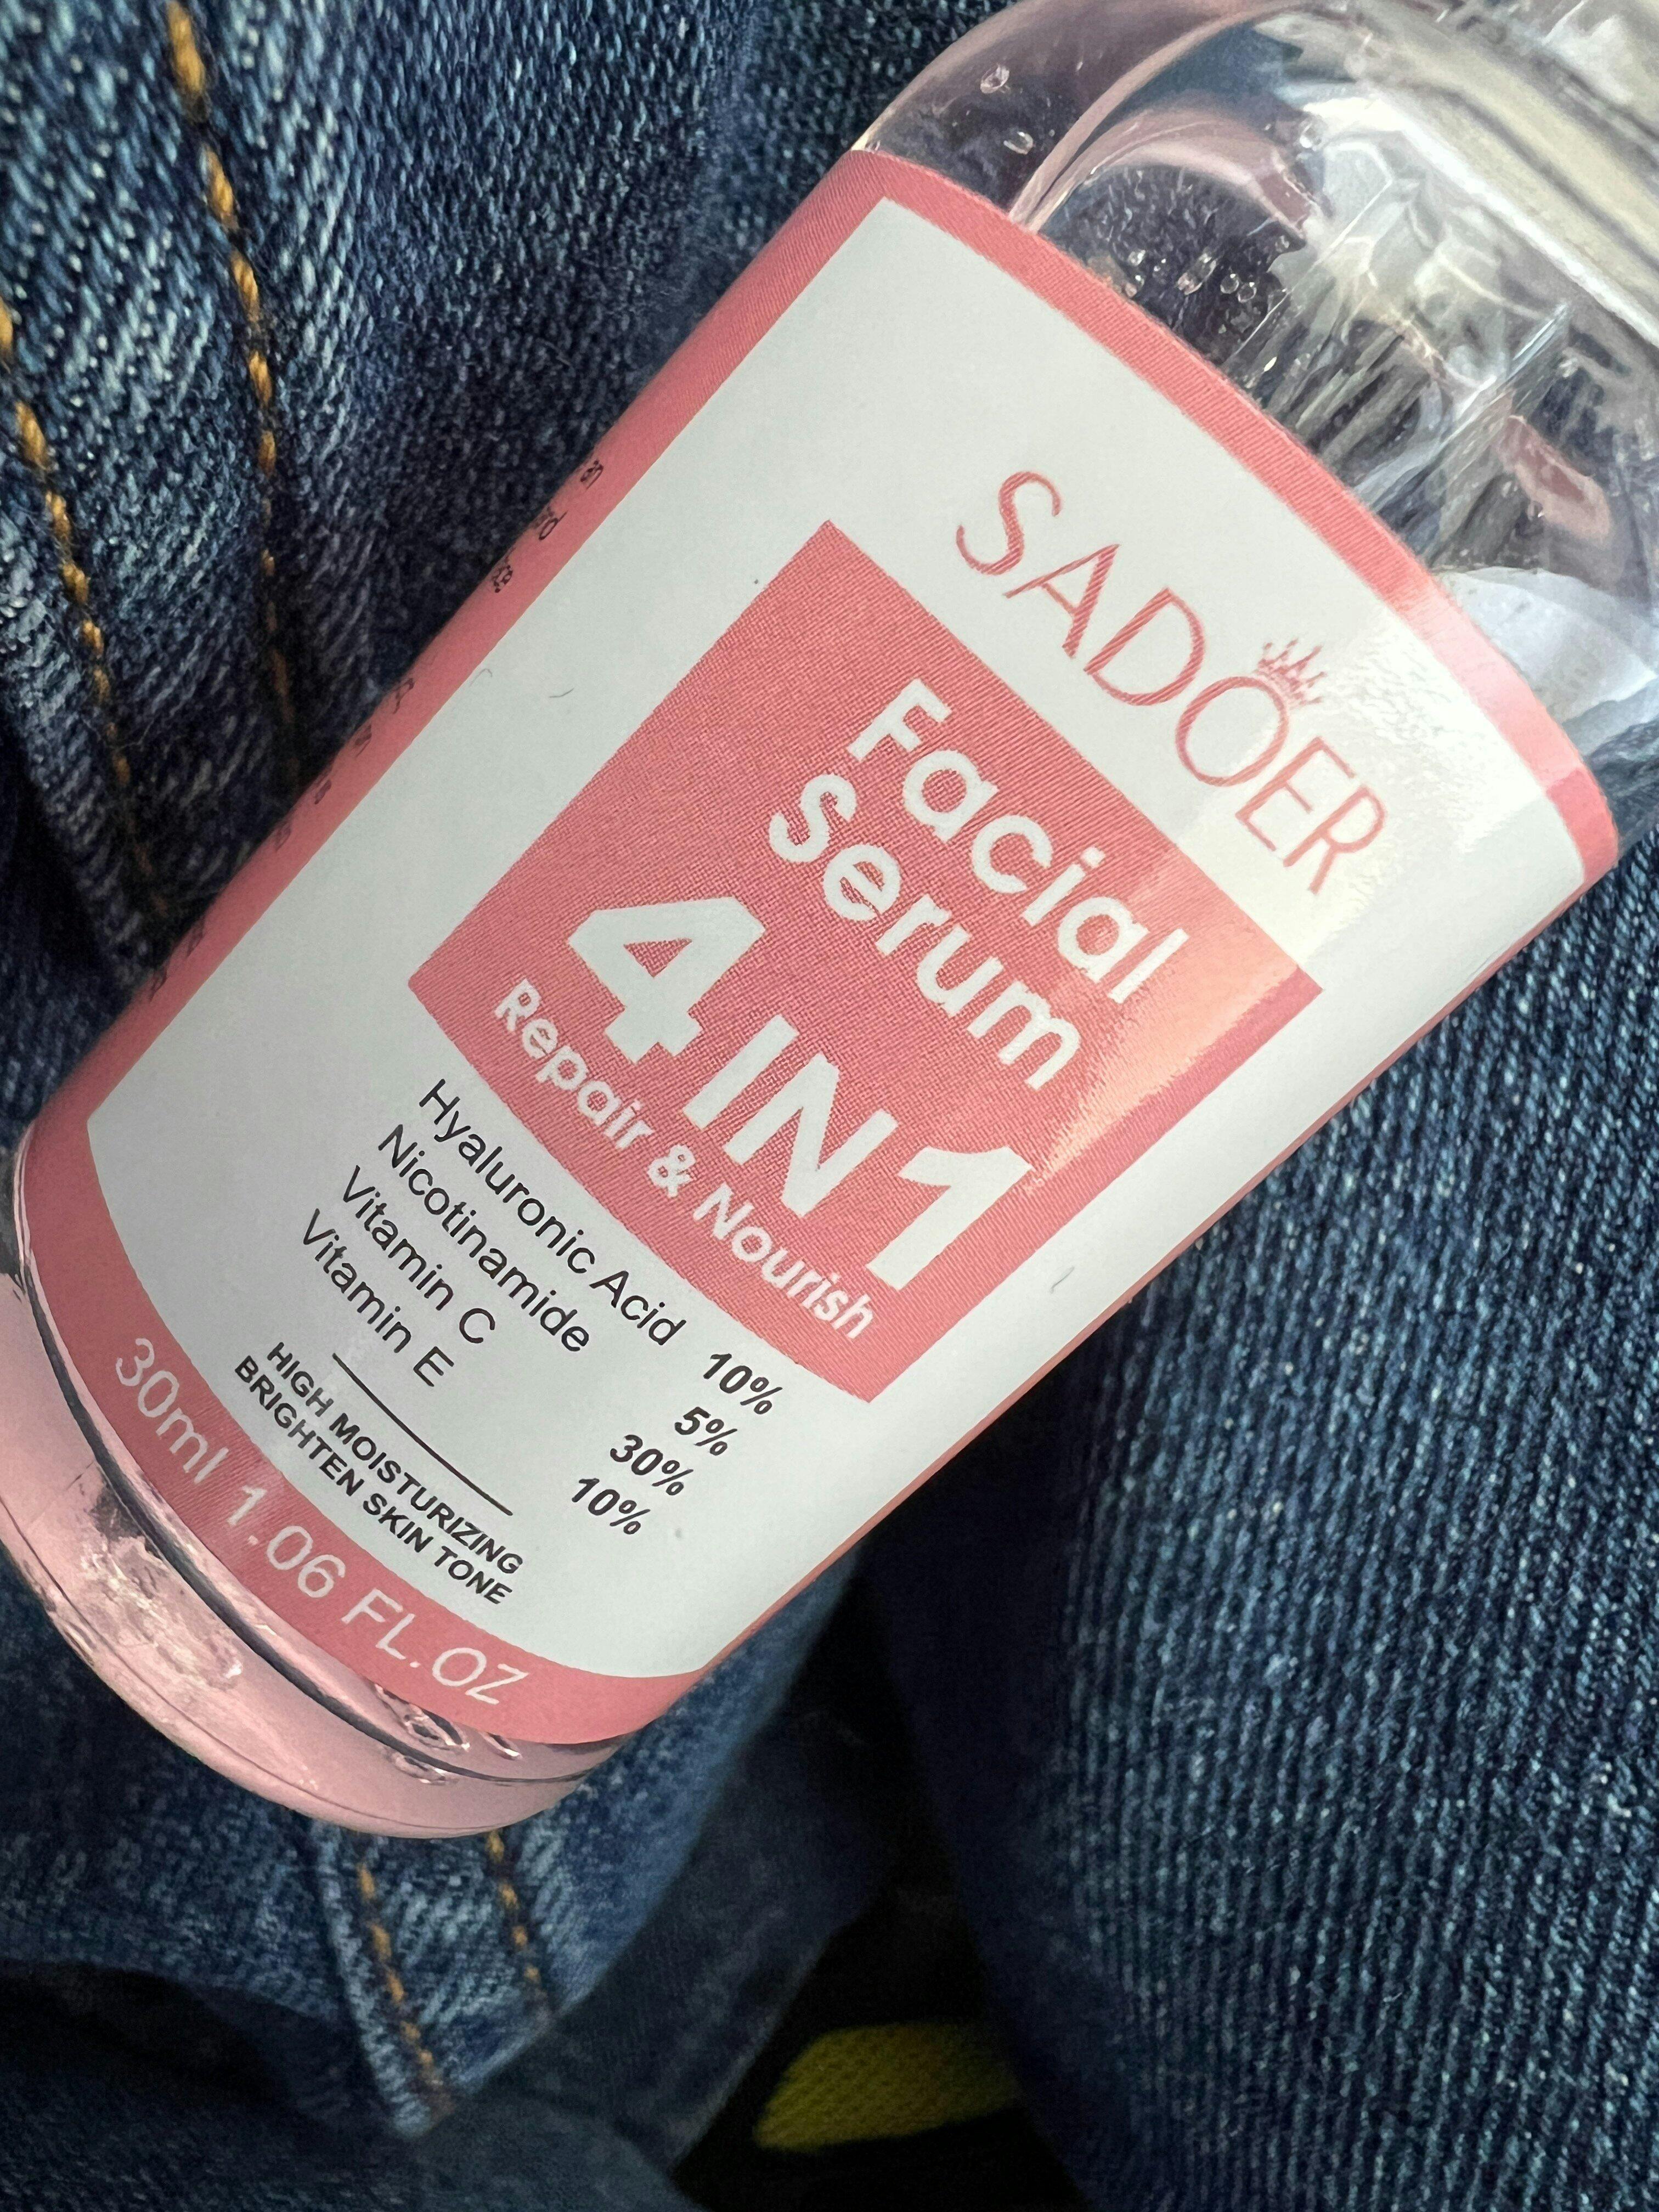 SADOER
Facial
Serum
4 IN 1
Repair & Nourish
Hyaluronic Acid 10%
Nicotinamide 5%
Vitamin C 30%
Vitamin E 10%
HIGH MOISTURIZING
BRIGHTEN SKIN TONE
30ml 1.06 FL.OZ